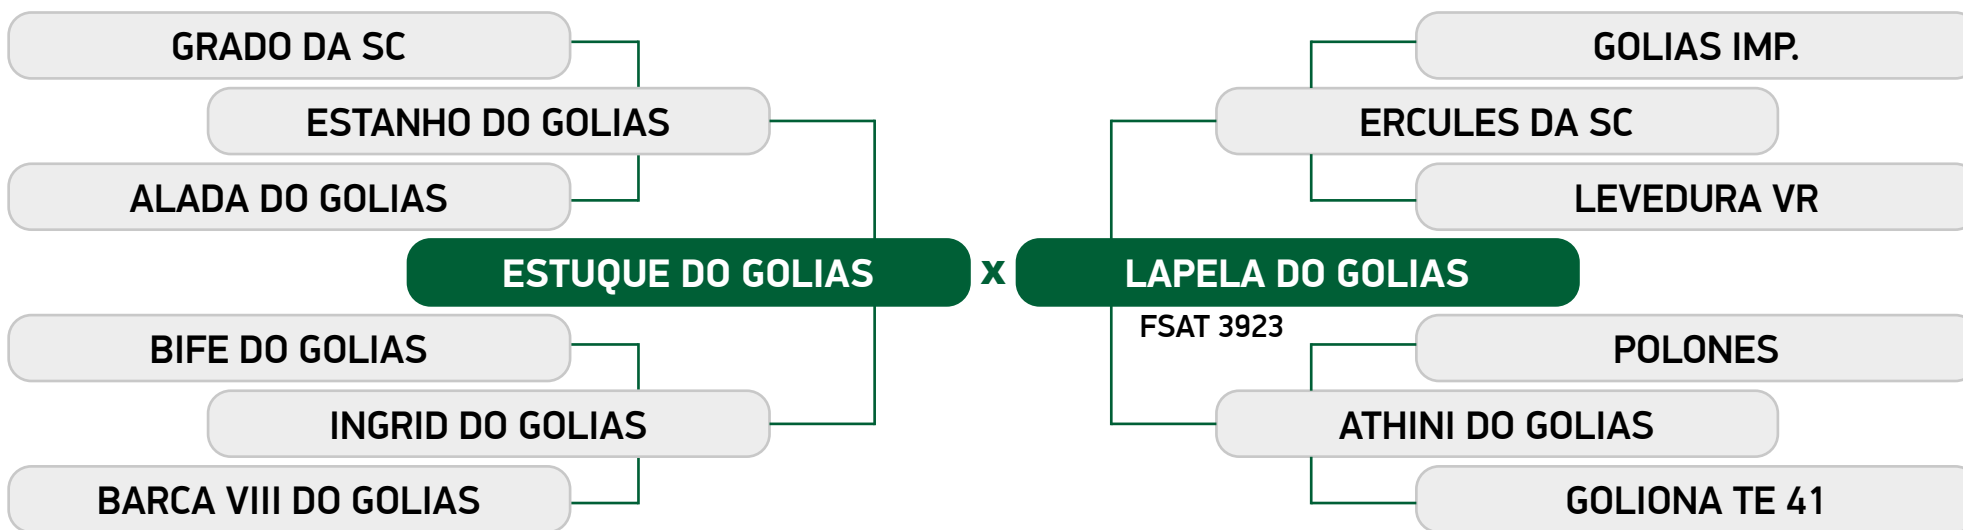 GRADO DA SC
GOLIAS IMP.
ESTANHO DO GOLIAS
ERCULES DA SC
ALADA DO GOLIAS
LEVEDURA VR
ESTUQUE DO GOLIAS x LAPELA DO GOLIAS
FSAT 3923
BIFE DO GOLIAS
POLONES
INGRID DO GOLIAS
ATHINI DO GOLIAS
BARCA VIII DO GOLIAS
GOLIONA TE 41